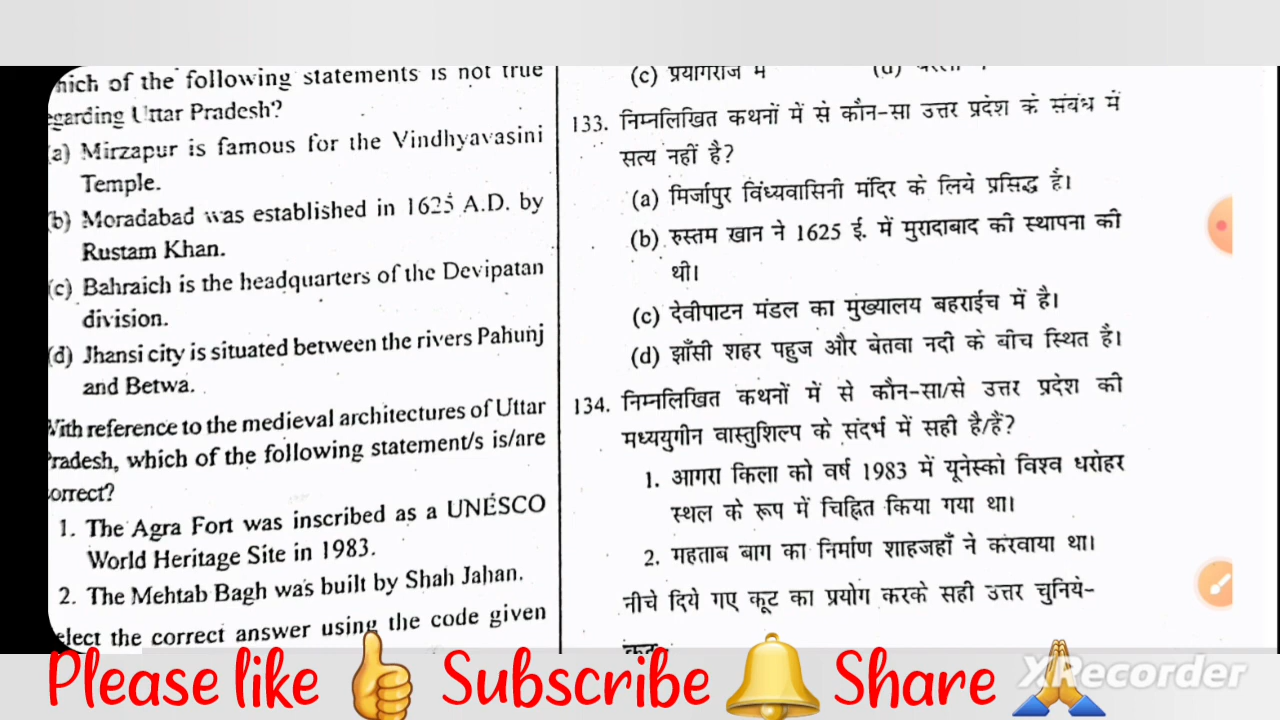 hich of the following statements is not true
egarding Uttar Pradesh?
(a) Mirzapur is famous for the Vindhyavasini
Temple.
(b) Moradabad was established in 1625 A.D. by
Rustam Khan.
(c) Bahraich is the headquarters of the Devipatan
division.
(d) Jhansi city is situated between the rivers Pahunj
and Betwa.
With reference to the medieval architectures of Uttar
Pradesh, which of the following statement/s is/are
orrect?
1. The Agra Fort was inscribed as a UNESCO
World Heritage Site in 1983.
2. The Mehtab Bagh was built by Shah Jahan.
elect the correct answer using the code given
(c) प्रयागराज में (d)
133. निम्नलिखित कथनों में से कौन-सा उत्तर प्रदेश के संबंध में
सत्य नहीं है?
(a) मिर्जापुर विंध्यवासिनी मंदिर के लिये प्रसिद्ध है।
(b) रुस्तम खान ने 1625 ई. में मुरादाबाद की स्थापना की
थी।
(c) देवीपाटन मंडल का मुख्यालय बहराईच में है।
(d) झाँसी शहर पहुज और बेतवा नदी के बीच स्थित है।
134. निम्नलिखित कथनों में से कौन-सा/से उत्तर प्रदेश की
मध्ययुगीन वास्तुशिल्प के संदर्भ में सही है/हैं?
1. आगरा किला को वर्ष 1983 में यूनेस्को विश्व धरोहर
स्थल के रूप में चिह्नित किया गया था।
2. महताब बाग का निर्माण शाहजहाँ ने करवाया था।
नीचे दिये गए कूट का प्रयोग करके सही उत्तर चुनिये-
Please like Subscribe Share
XRecorder